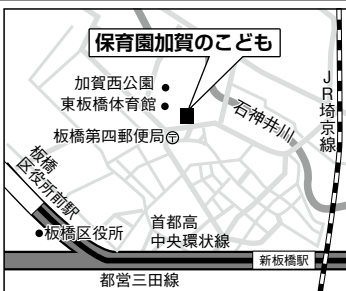 保育園加賀のこども
加賀西公園
東板橋体育館
板橋第四郵便局〒
石神井川
JR埼京線
板橋
区役所前駅
板橋区役所
首都高
中央環状線
新板橋駅
都営三田線